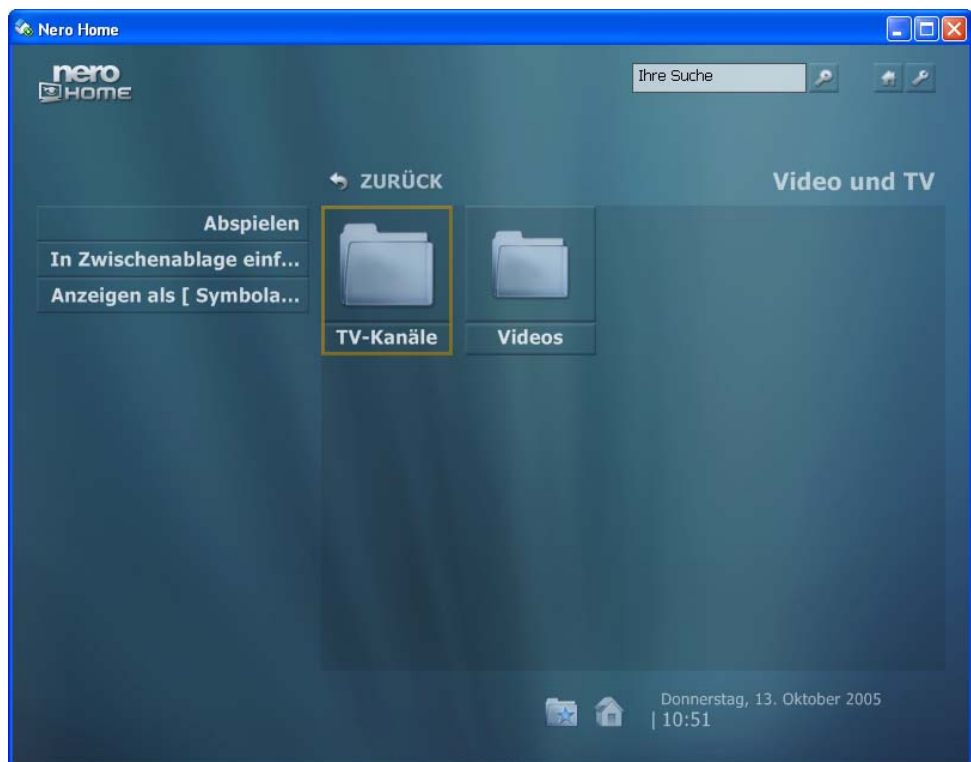 Nero Home
nero
HOME
Ihre Suche
ZURÜCK
Video und TV
Abspielen
In Zwischenablage einf...
Anzeigen als [ Symbola...
TV-Kanäle
Videos
Donnerstag, 13. Oktober 2005
| 10:51